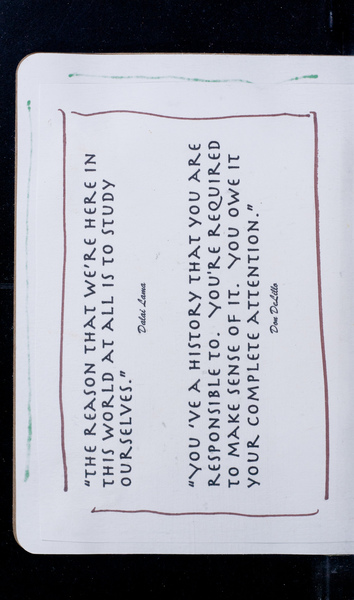 "THE REASON THAT WE'RE HERE IN
THIS WORLD AT ALL IS TO STUDY
OURSELVES."
Dalai Lama
"YOU 'VE A HISTORY THAT YOU ARE
RESPONSIBLE TO. YOU'RE REQUIRED
TO MAKE SENSE OF IT. YOU OWE IT
YOUR COMPLETE ATTENTION."
Don DeLillo